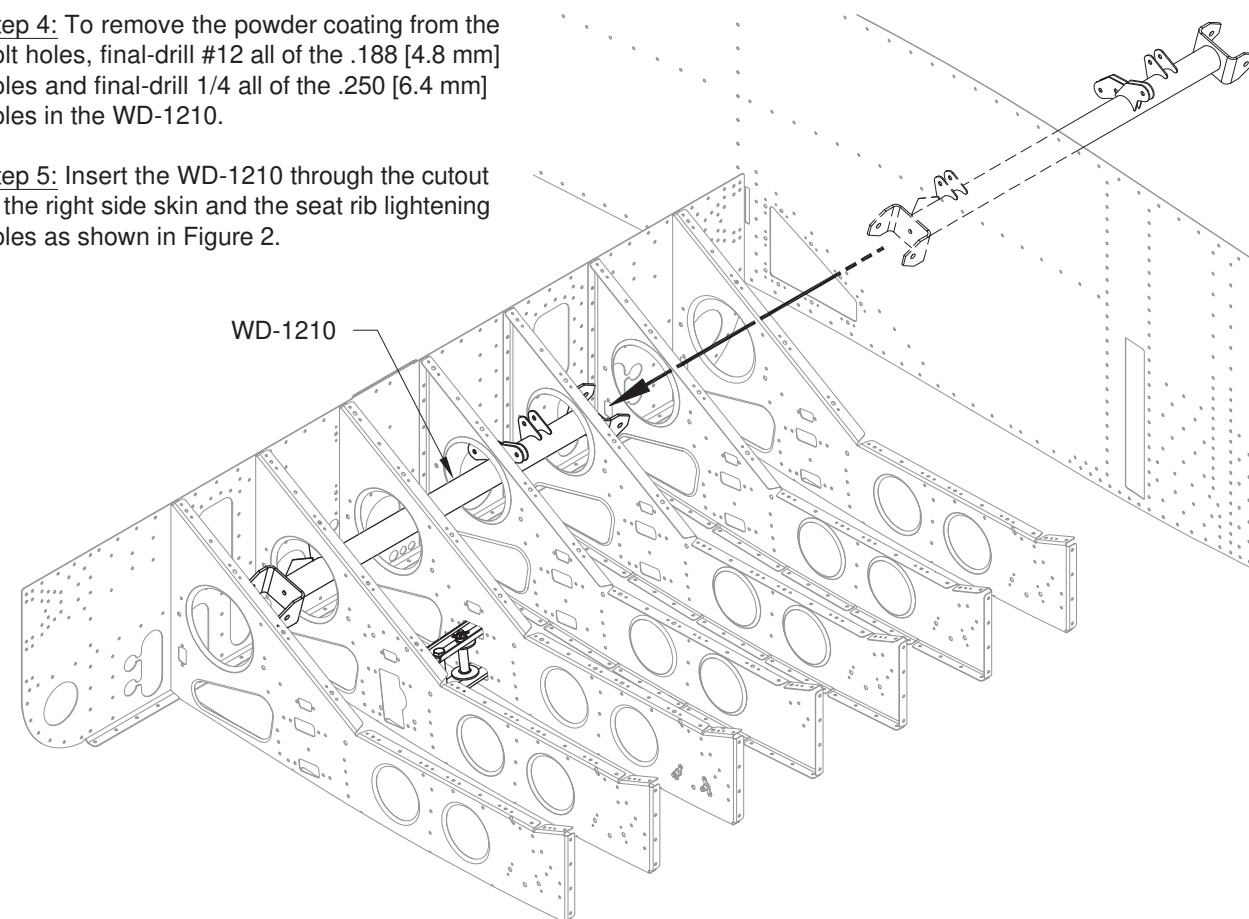 tep 4: To remove the powder coating from the
olt holes, final-drill #12 all of the .188 [4.8 mm]
oles and final-drill 1/4 all of the .250 [6.4 mm]
oles in the WD-1210.
tep 5: Insert the WD-1210 through the cutout
the right side skin and the seat rib lightening
oles as shown in Figure 2.
WD-1210